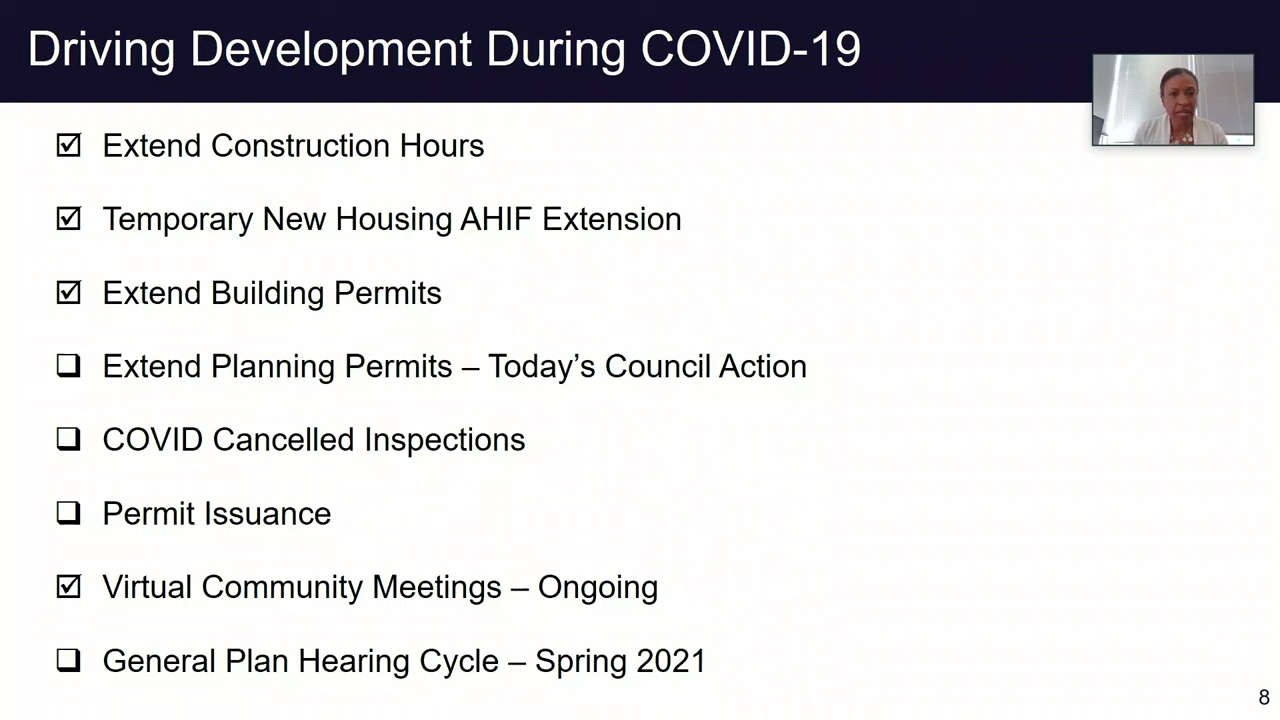 Driving Development During COVID-19
☑ Extend Construction Hours
☑ Temporary New Housing AHIF Extension
☑ Extend Building Permits
❑ Extend Planning Permits – Today’s Council Action
❑ COVID Cancelled Inspections
❑ Permit Issuance
☑ Virtual Community Meetings – Ongoing
❑ General Plan Hearing Cycle – Spring 2021
8